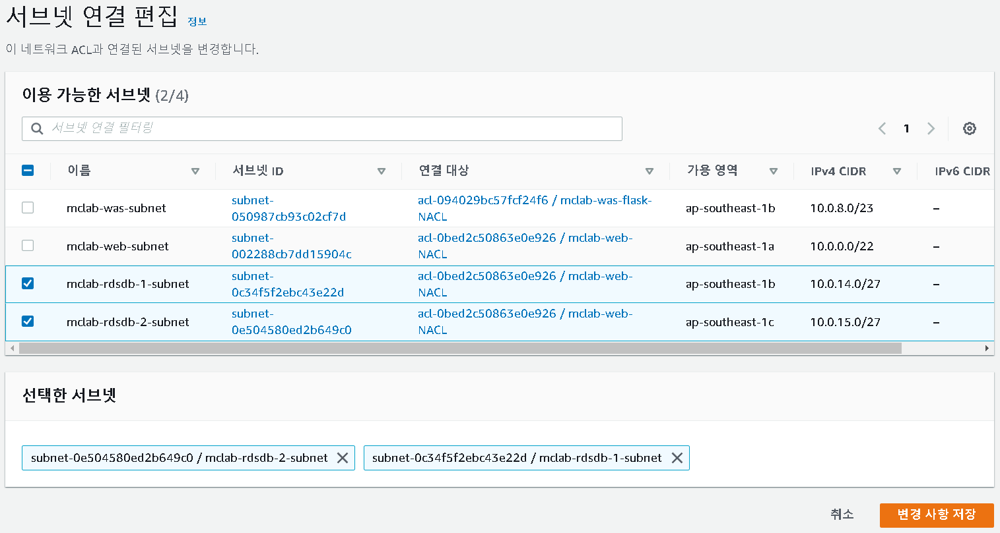 서브넷 연결 편집 정보
이 네트워크 ACL과 연결된 서브넷을 변경합니다.
이용 가능한 서브넷 (2/4)
서브넷 연결 필터링
1
이름 서브넷 ID 연결 대상 가용 영역 IPv4 CIDR IPv6 CIDR
mclab-was-subnet subnet-050987cb93c02cf7d acl-094029bc57fcf24f6 / mclab-was-flask-NACL ap-southeast-1b 10.0.8.0/23 –
mclab-web-subnet subnet-002288cb7dd15904c acl-0bed2c50863e0e926 / mclab-web-NACL ap-southeast-1a 10.0.0.0/22 –
mclab-rdsdb-1-subnet subnet-0c34f5f2ebc43e22d acl-0bed2c50863e0e926 / mclab-web-NACL ap-southeast-1b 10.0.14.0/27 –
mclab-rdsdb-2-subnet subnet-0e504580ed2b649c0 acl-0bed2c50863e0e926 / mclab-web-NACL ap-southeast-1c 10.0.15.0/27 –
선택한 서브넷
subnet-0e504580ed2b649c0 / mclab-rdsdb-2-subnet subnet-0c34f5f2ebc43e22d / mclab-rdsdb-1-subnet
취소 변경 사항 저장